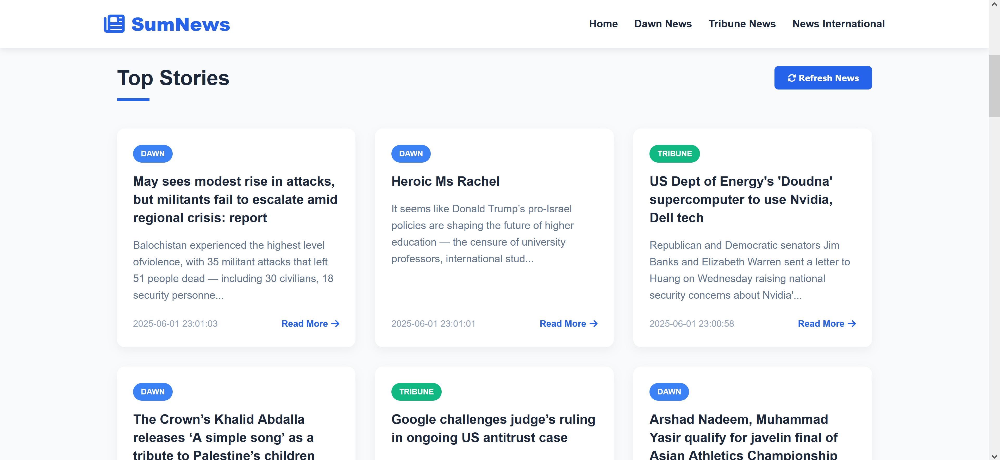 SumNews
Home Dawn News Tribune News News International
Top Stories
Refresh News
DAWN
May sees modest rise in attacks,
but militants fail to escalate amid
regional crisis: report
Balochistan experienced the highest level
ofviolence, with 35 militant attacks that left
51 people dead — including 30 civilians, 18
security personne...
2025-06-01 23:01:03
Read More
DAWN
Heroic Ms Rachel
It seems like Donald Trump’s pro-Israel
policies are shaping the future of higher
education — the censure of university
professors, international stud...
2025-06-01 23:01:01
Read More
TRIBUNE
US Dept of Energy's 'Doudna'
supercomputer to use Nvidia,
Dell tech
Republican and Democratic senators Jim
Banks and Elizabeth Warren sent a letter to
Huang on Wednesday raising national
security concerns about Nvidia'...
2025-06-01 23:00:58
Read More
DAWN
The Crown’s Khalid Abdalla
releases ‘A simple song’ as a
tribute to Palestine’s children
TRIBUNE
Google challenges judge’s ruling
in ongoing US antitrust case
DAWN
Arshad Nadeem, Muhammad
Yasir qualify for javelin final of
Asian Athletics Championship